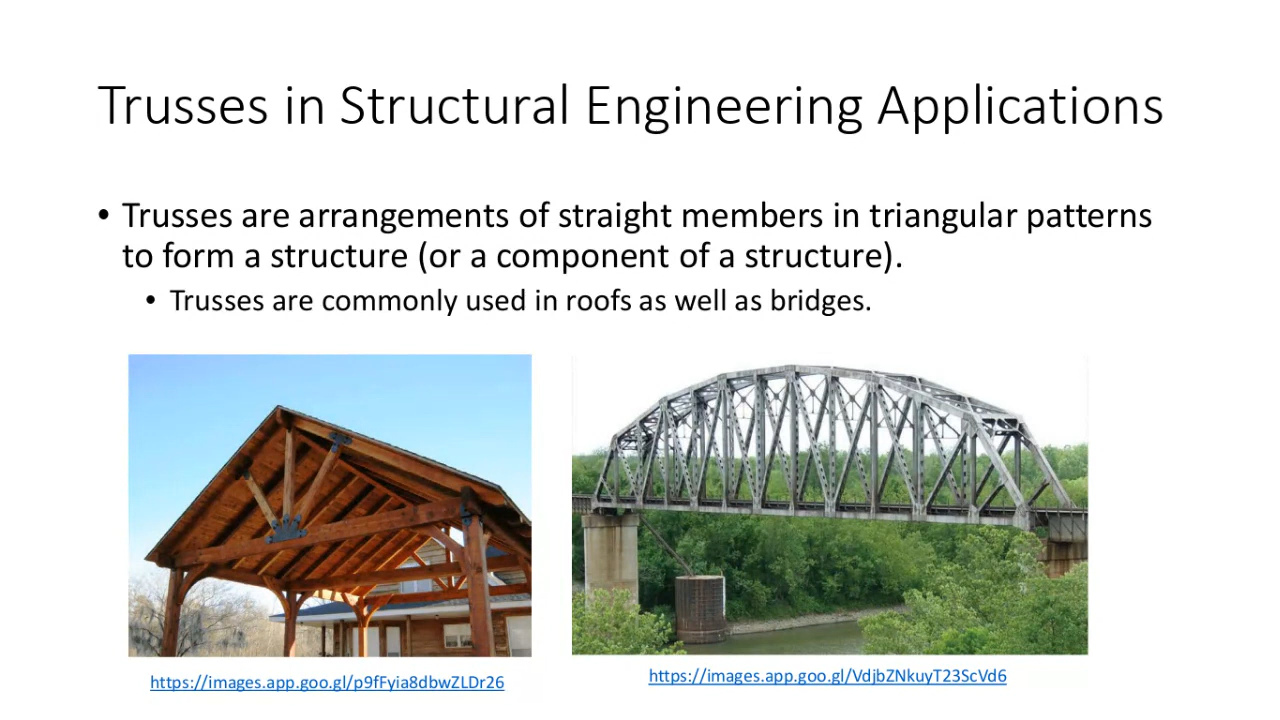 Trusses in Structural Engineering Applications
• Trusses are arrangements of straight members in triangular patterns
to form a structure (or a component of a structure).
• Trusses are commonly used in roofs as well as bridges.
https://images.app.goo.gl/p9fFyia8dbwZLDr26
https://images.app.goo.gl/VdjbZNkuyT23ScVd6